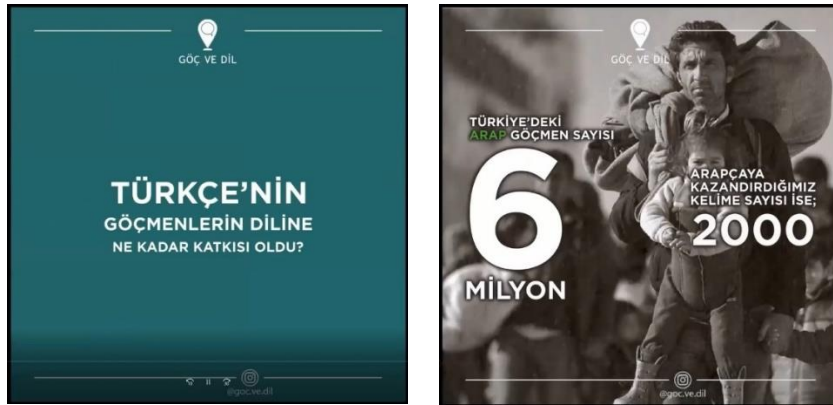 GÖÇ VE DİL
TÜRKÇE’NİN
GÖÇMENLERİN DİLİNE
NE KADAR KATKISI OLDU?
@goc.ve.dil
GÖÇ VE DİL
TÜRKİYE’DEKİ
ARAP GÖÇMEN SAYISI
6
MİLYON
ARAPÇAYA
KAZANDIRDIĞIMIZ
KELİME SAYISI İSE;
2000
@goc.ve.dil